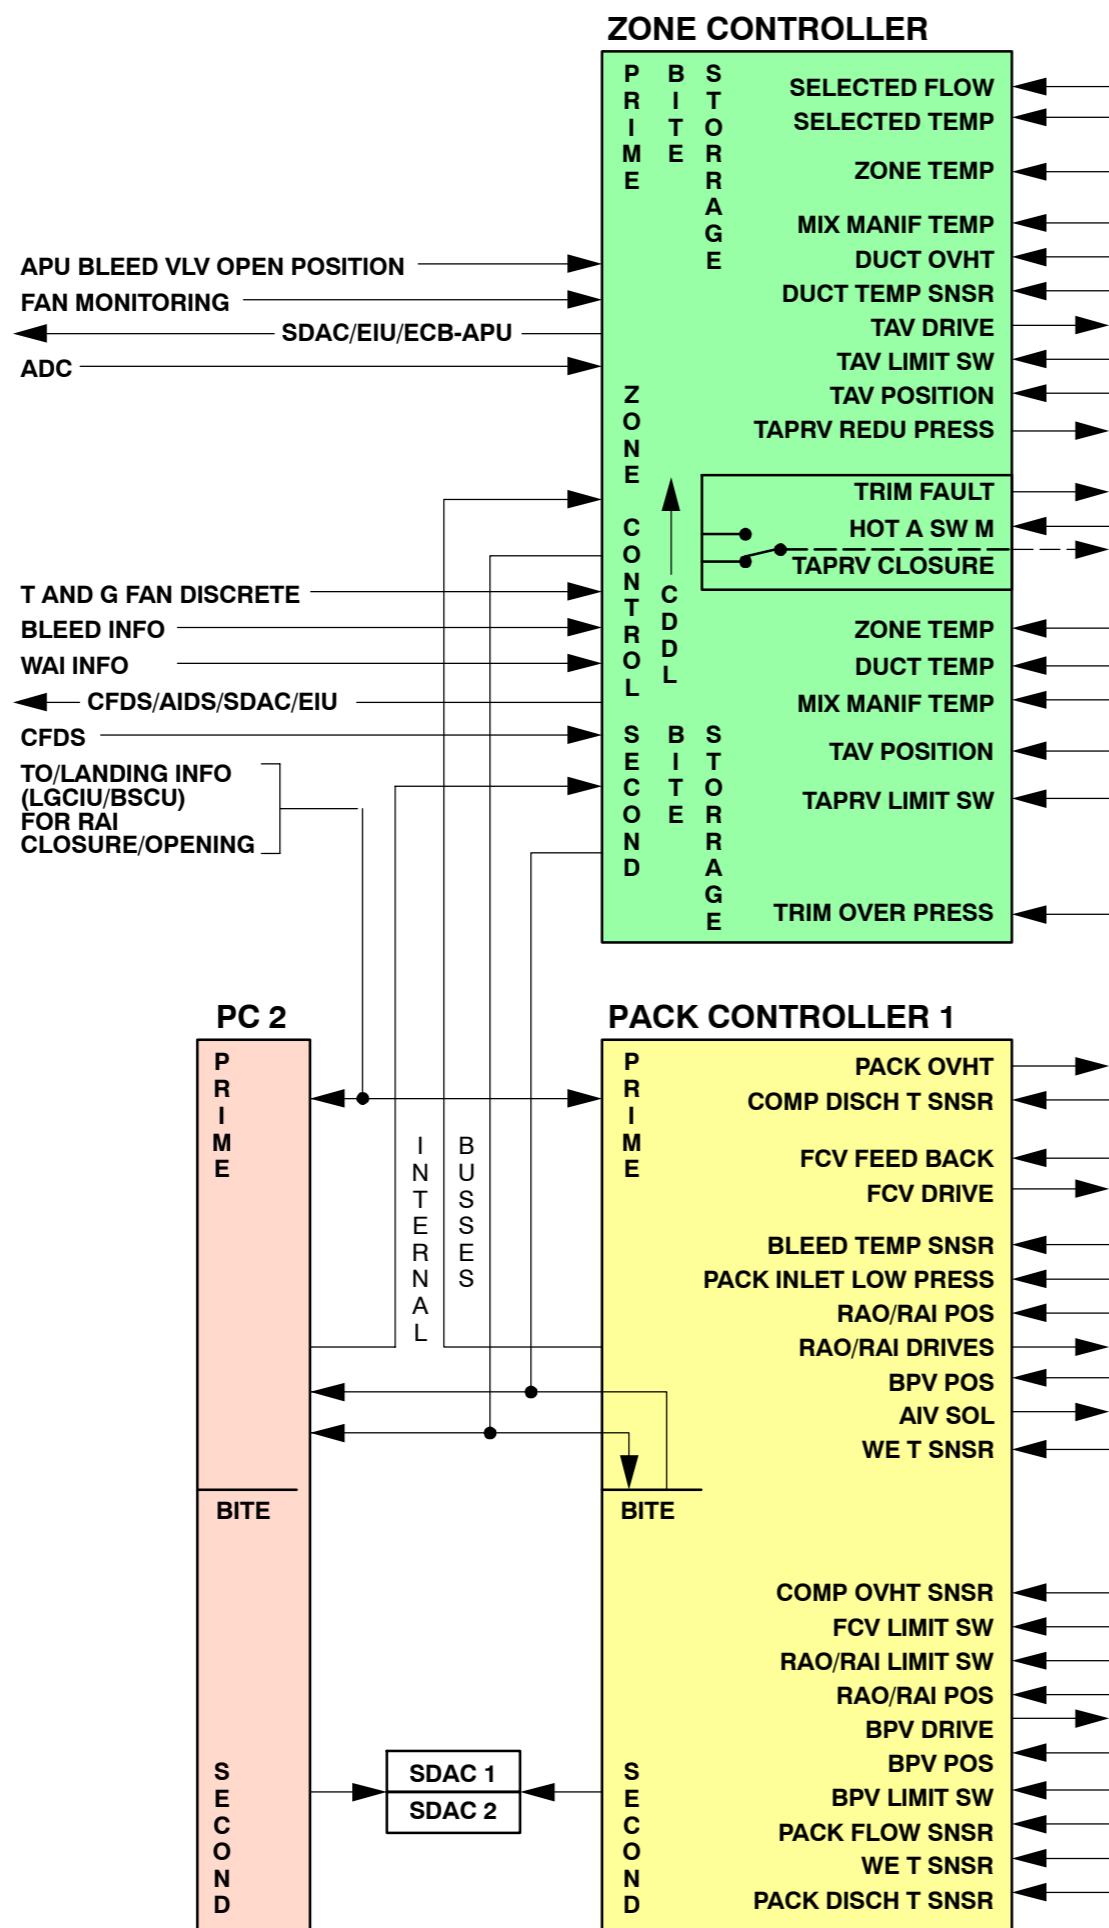 ZONE CONTROLLER
PRIME
BITE
STORRAGE
SELECTED FLOW
SELECTED TEMP
ZONE TEMP
MIX MANIF TEMP
DUCT OVHT
DUCT TEMP SNSR
TAV DRIVE
TAV LIMIT SW
TAV POSITION
TAPRV REDU PRESS
TRIM FAULT
HOT A SW M
TAPRV CLOSURE
ZONE TEMP
DUCT TEMP
MIX MANIF TEMP
TAV POSITION
TAPRV LIMIT SW
TRIM OVER PRESS
ZONE CONTROL
CDDL
SECOND
BITE
STORRAGE
APU BLEED VLV OPEN POSITION
FAN MONITORING
SDAC/EIU/ECB-APU
ADC
T AND G FAN DISCRETE
BLEED INFO
WAI INFO
CFDS/AIDS/SDAC/EIU
CFDS
TO/LANDING INFO
(LGCIU/BSCU)
FOR RAI
CLOSURE/OPENING
PC 2
PRIME
BITE
SECOND
INTERNAL
BUSSES
SDAC 1
SDAC 2
PACK CONTROLLER 1
PRIME
BITE
SECOND
PACK OVHT
COMP DISCH T SNSR
FCV FEED BACK
FCV DRIVE
BLEED TEMP SNSR
PACK INLET LOW PRESS
RAO/RAI POS
RAO/RAI DRIVES
BPV POS
AIV SOL
WE T SNSR
COMP OVHT SNSR
FCV LIMIT SW
RAO/RAI LIMIT SW
RAO/RAI POS
BPV DRIVE
BPV POS
BPV LIMIT SW
PACK FLOW SNSR
WE T SNSR
PACK DISCH T SNSR